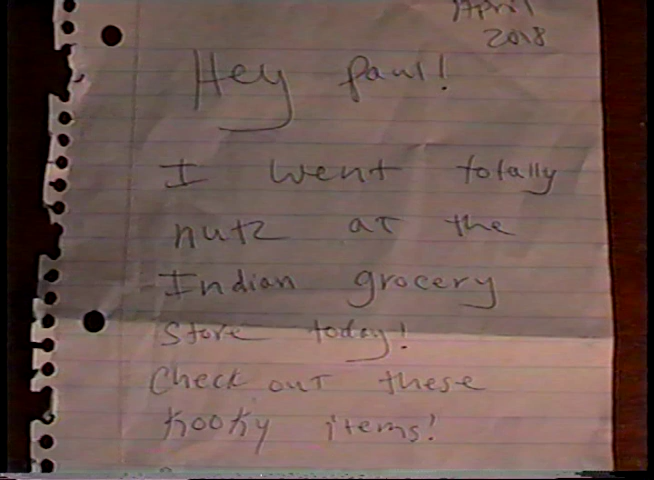 April
2018
Hey Paul!
I went totally
nutz at the
Indian grocery
store today!
Check out these
kooky items!